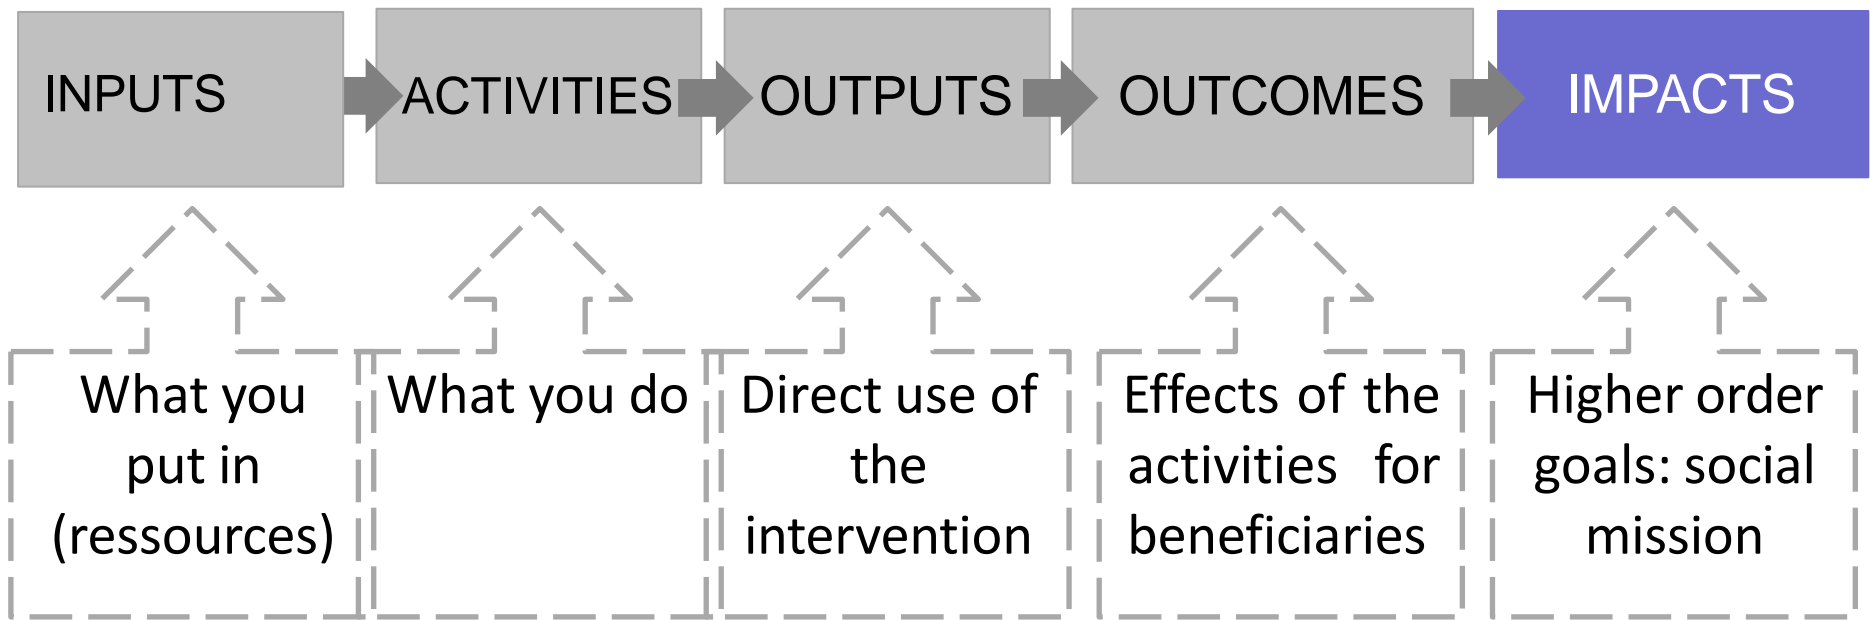 INPUTS
ACTIVITIES
OUTPUTS
OUTCOMES
IMPACTS
What you
put in
(ressources)
What you do
Direct use of
the
intervention
Effects of the
activities for
beneficiaries
Higher order
goals: social
mission